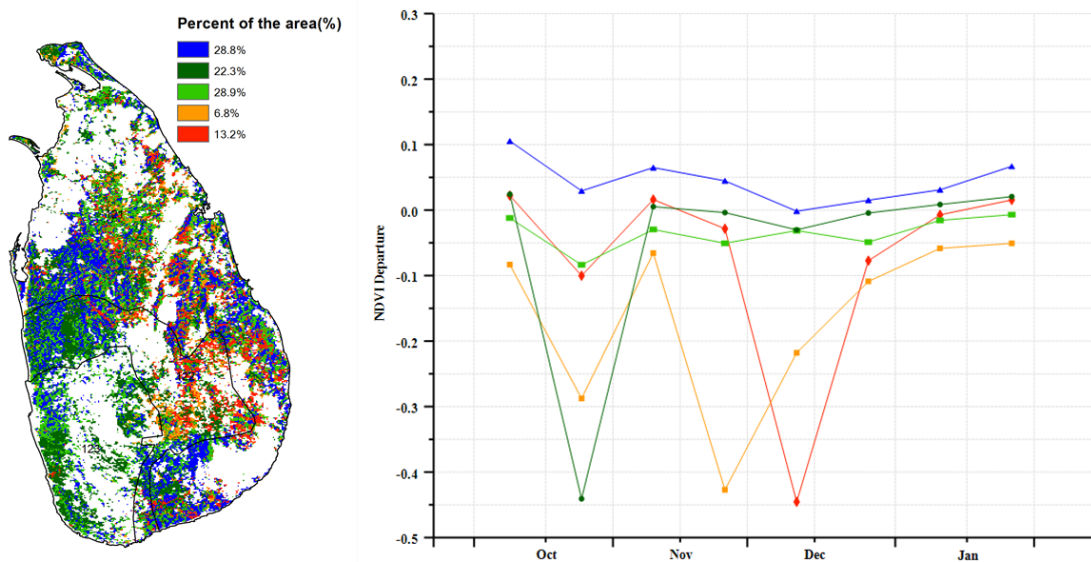 Percent of the area(%)
28.8%
22.3%
28.9%
6.8%
13.2%
123
NDVI Departure
0.3
0.2
0.1
0.0
-0.1
-0.2
-0.3
-0.4
-0.5
Oct
Nov
Dec
Jan